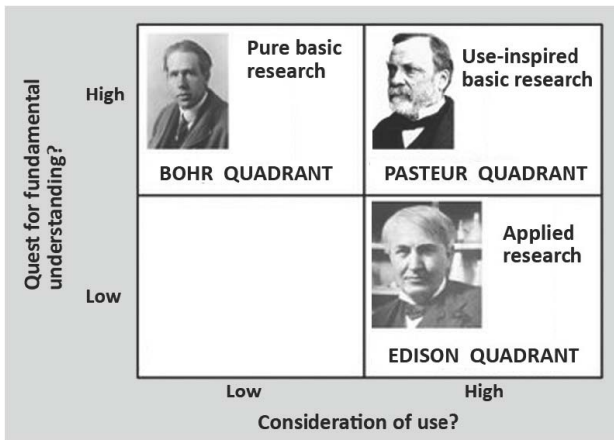 Quest for fundamental
understanding?
High
Low
Pure basic
research
BOHR QUADRANT
Use-inspired
basic research
PASTEUR QUADRANT
Applied
research
EDISON QUADRANT
Low
High
Consideration of use?